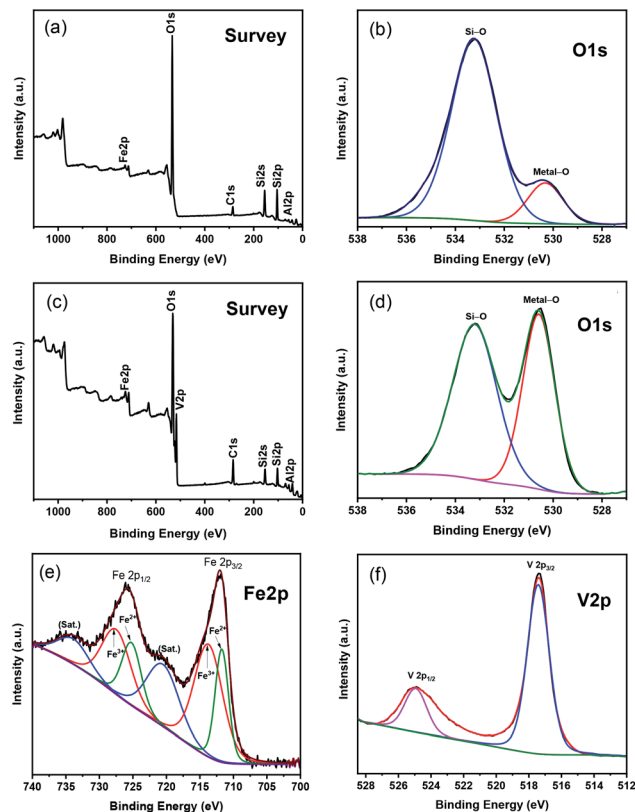 (a)
Survey
O1s
Fe2p
C1s
Si2s
Si2p
Al2p
Intensity (a.u.)
1000 800 600 400 200 0
Binding Energy (eV)
(b)
O1s
Si–O
Metal–O
Intensity (a.u.)
538 536 534 532 530 528
Binding Energy (eV)
(c)
Survey
O1s
V2p
Fe2p
C1s
Si2s
Si2p
Al2p
Intensity (a.u.)
1000 800 600 400 200 0
Binding Energy (eV)
(d)
O1s
Si–O
Metal–O
Intensity (a.u.)
538 536 534 532 530 528
Binding Energy (eV)
(e)
Fe2p
Fe 2p1/2
Fe 2p3/2
(Sat.)
Fe2+
Fe3+
(Sat.)
Fe2+
Fe3+
Intensity (a.u.)
740 735 730 725 720 715 710 705 700
Binding Energy (eV)
(f)
V2p
V 2p3/2
V 2p1/2
Intensity (a.u.)
528 526 524 522 520 518 516 514 512
Binding Energy (eV)